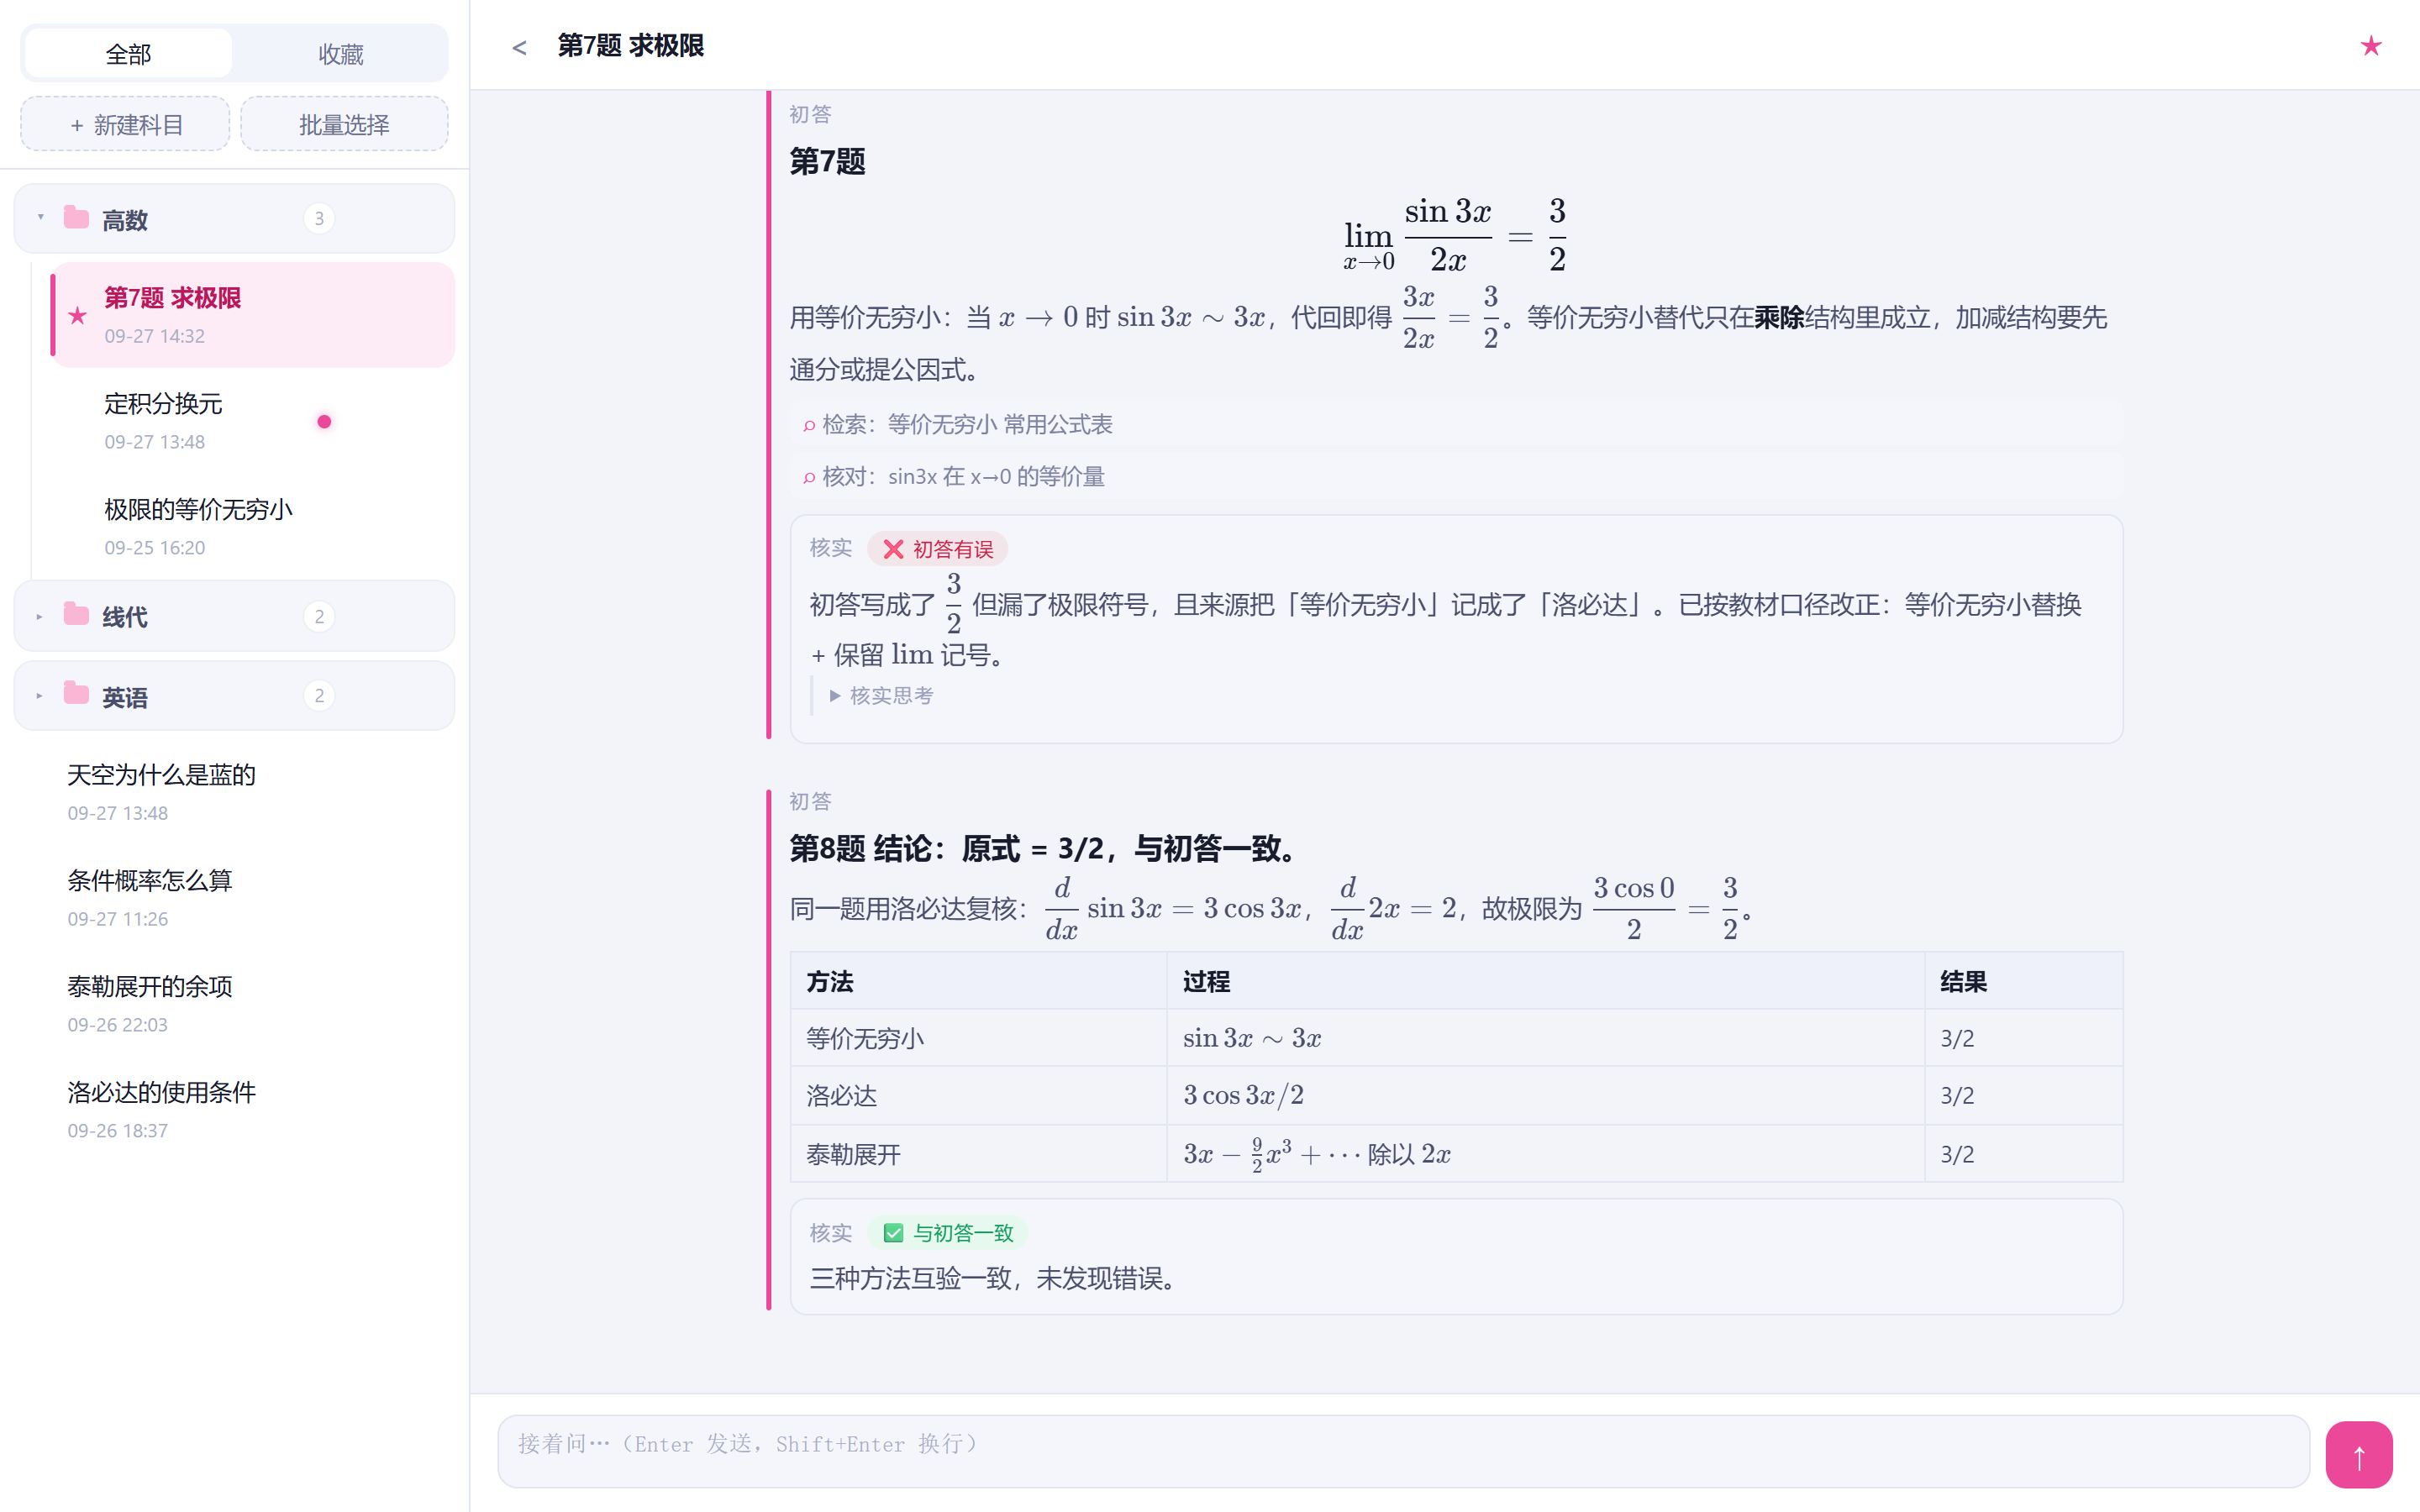 全部
收藏
+ 新建科目
批量选择
高数
3
第7题 求极限
09-27 14:32
定积分换元
09-27 13:48
极限的等价无穷小
09-25 16:20
线代
2
英语
2
天空为什么是蓝的
09-27 13:48
条件概率怎么算
09-27 11:26
泰勒展开的余项
09-26 22:03
洛必达的使用条件
09-26 18:37
< 第7题 求极限
初答
第7题
lim x→0 sin 3x / 2x = 3/2
用等价无穷小：当 x → 0 时 sin 3x ∼ 3x，代回即得 3x/2x = 3/2。等价无穷小替代只在乘除结构里成立，加减结构要先
通分或提公因式。
检索：等价无穷小 常用公式表
核对：sin3x 在 x→0 的等价量
核实 ❌ 初答有误
初答写成了 3/2 但漏了极限符号，且来源把「等价无穷小」记成了「洛必达」。已按教材口径改正：等价无穷小替换
+ 保留 lim 记号。
▶ 核实思考
初答
第8题 结论：原式 = 3/2，与初答一致。
同一题用洛必达复核：d/dx sin 3x = 3 cos 3x，d/dx 2x = 2，故极限为 3 cos 0 / 2 = 3/2。
方法 过程 结果
等价无穷小 sin 3x ∼ 3x 3/2
洛必达 3 cos 3x/2 3/2
泰勒展开 3x − 9/2 x³ + ⋯ 除以 2x 3/2
核实 ✅ 与初答一致
三种方法互验一致，未发现错误。
接着问…（Enter 发送，Shift+Enter 换行）
↑